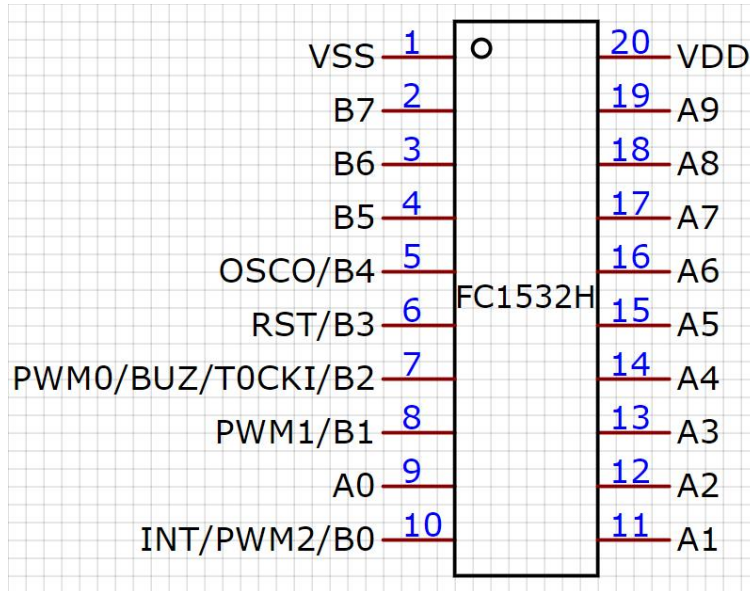 VSS 1 20 VDD
B7 2 19 A9
B6 3 18 A8
B5 4 17 A7
OSCO/B4 5 16 A6
FC1532H
RST/B3 6 15 A5
PWM0/BUZ/T0CKI/B2 7 14 A4
PWM1/B1 8 13 A3
A0 9 12 A2
INT/PWM2/B0 10 11 A1